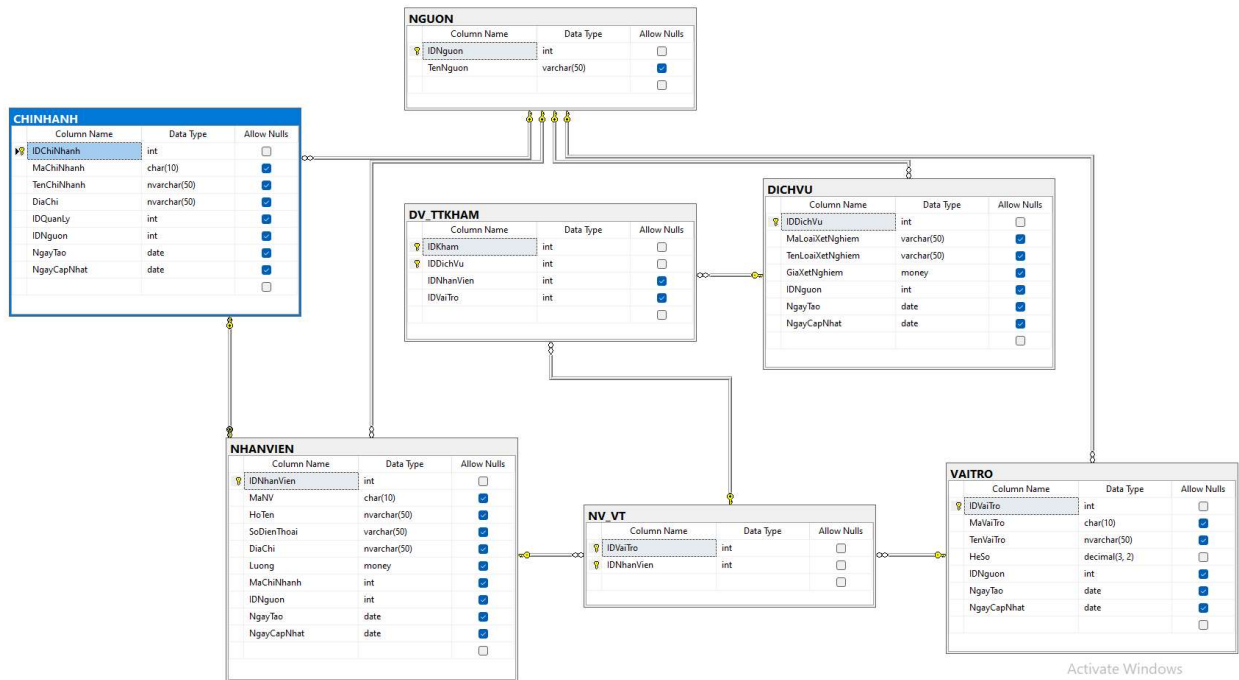 NGUON
Column Name Data Type Allow Nulls
IDNguon int
TenNguon varchar(50)
CHINHANH
Column Name Data Type Allow Nulls
IDChiNhanh int
MaChiNhanh char(10)
TenChiNhanh nvarchar(50)
DiaChi nvarchar(50)
IDQuanLy int
IDNguon int
NgayTao date
NgayCapNhat date
DV_TTKHAM
Column Name Data Type Allow Nulls
IDKham int
IDDichVu int
IDNhanVien int
IDVaiTro int
DICHVU
Column Name Data Type Allow Nulls
IDDichVu int
MaLoaiXetNghiem varchar(50)
TenLoaiXetNghiem varchar(50)
GiaXetNghiem money
IDNguon int
NgayTao date
NgayCapNhat date
NHANVIEN
Column Name Data Type Allow Nulls
IDNhanVien int
MaNV char(10)
HoTen nvarchar(50)
SoDienThoai varchar(50)
DiaChi nvarchar(50)
Luong money
MaChiNhanh int
IDNguon int
NgayTao date
NgayCapNhat date
NV_VT
Column Name Data Type Allow Nulls
IDVaiTro int
IDNhanVien int
VAITRO
Column Name Data Type Allow Nulls
IDVaiTro int
MaVaiTro char(10)
TenVaiTro nvarchar(50)
HeSo decimal(3, 2)
IDNguon int
NgayTao date
NgayCapNhat date
Activate Windows